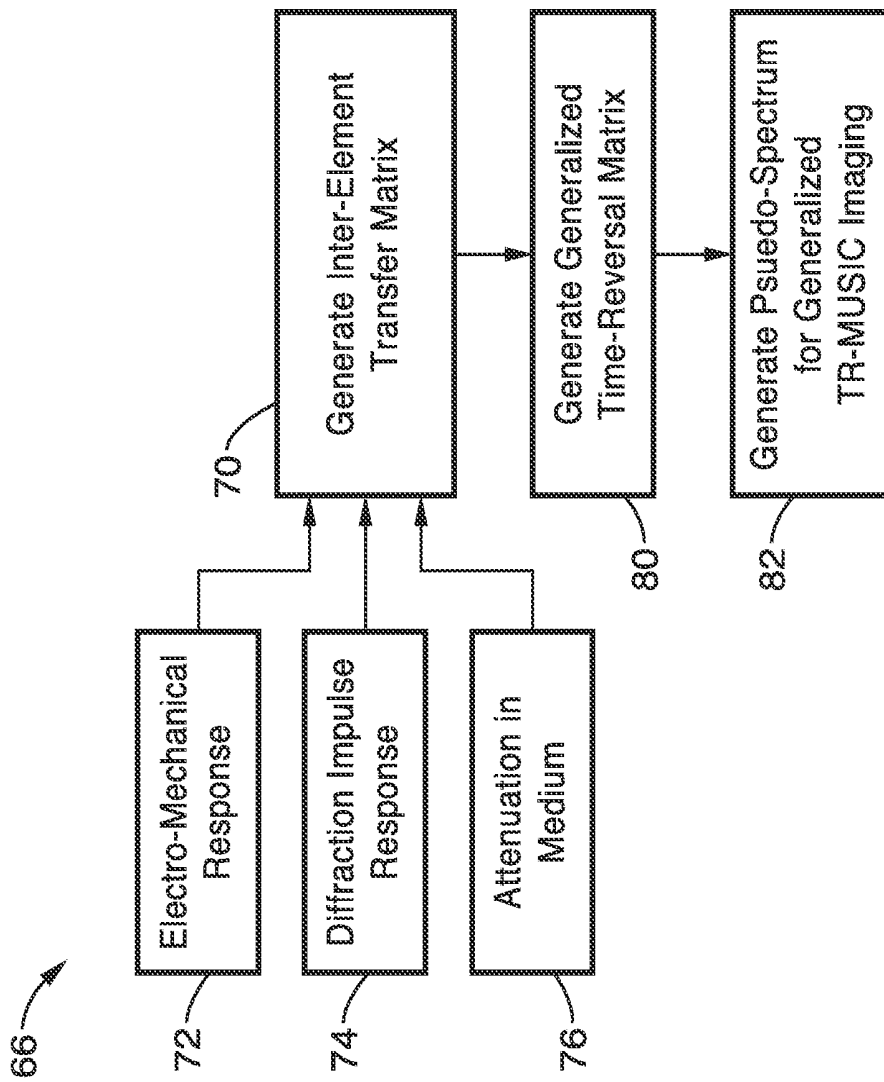 66
72
Electro-Mechanical
Response
74
Diffraction Impulse
Response
76
Attenuation in
Medium
70
Generate Inter-Element
Transfer Matrix
80
Generate Generalized
Time-Reversal Matrix
82
Generate Psuedo-Spectrum
for Generalized
TR-MUSIC Imaging